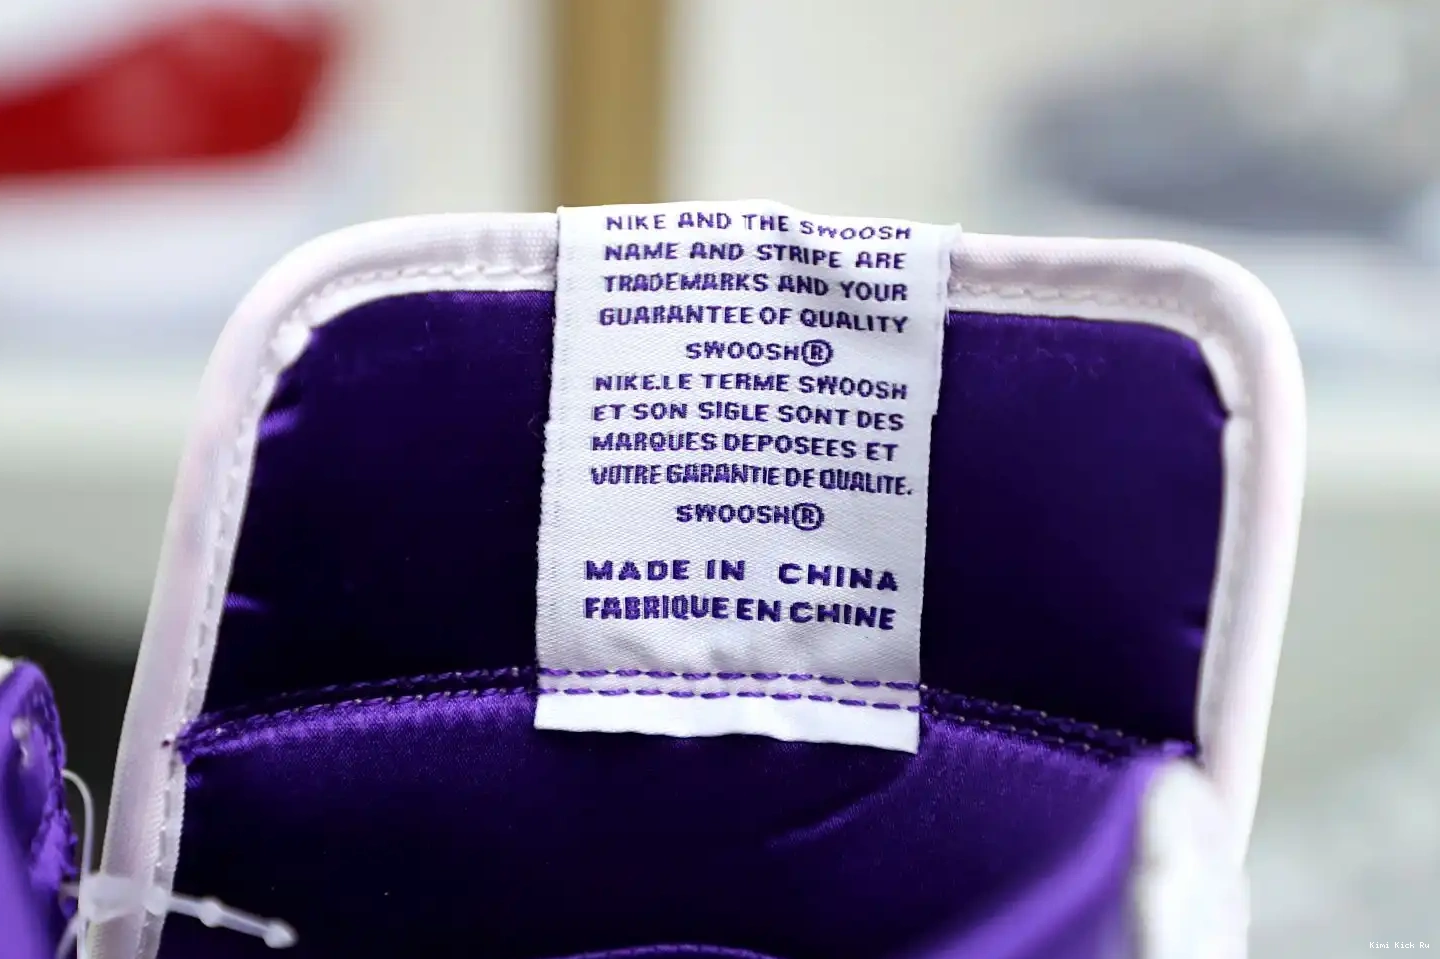 NIKE AND THE SWOOSH
NAME AND STRIPE ARE
TRADEMARKS AND YOUR
GUARANTEE OF QUALITY
SWOOSH®
NIKE.LE TERME SWOOSH
ET SON SIGLE SONT DES
MARQUES DEPOSEES ET
VOTRE GARANTIE DE QUALITE.
SWOOSH®
MADE IN CHINA
FABRIQUE EN CHINE
Kimi Kick Ru